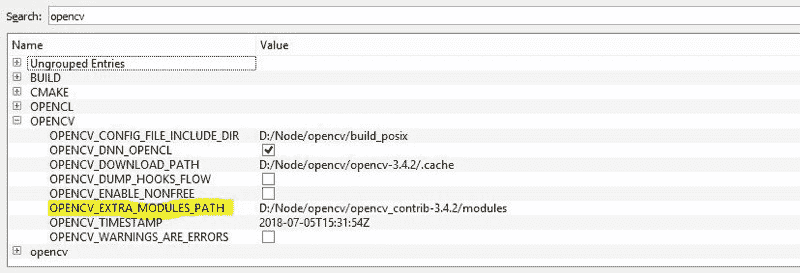 Search: opencv
Name Value
Ungrouped Entries
BUILD
CMAKE
OPENCL
OPENCV
OPENCV_CONFIG_FILE_INCLUDE_DIR D:/Node/opencv/build_posix
OPENCV_DNN_OPENCL
OPENCV_DOWNLOAD_PATH D:/Node/opencv/opencv-3.4.2/.cache
OPENCV_DUMP_HOOKS_FLOW
OPENCV_ENABLE_NONFREE
OPENCV_EXTRA_MODULES_PATH D:/Node/opencv/opencv_contrib-3.4.2/modules
OPENCV_TIMESTAMP 2018-07-05T15:31:54Z
OPENCV_WARNINGS_ARE_ERRORS
opencv